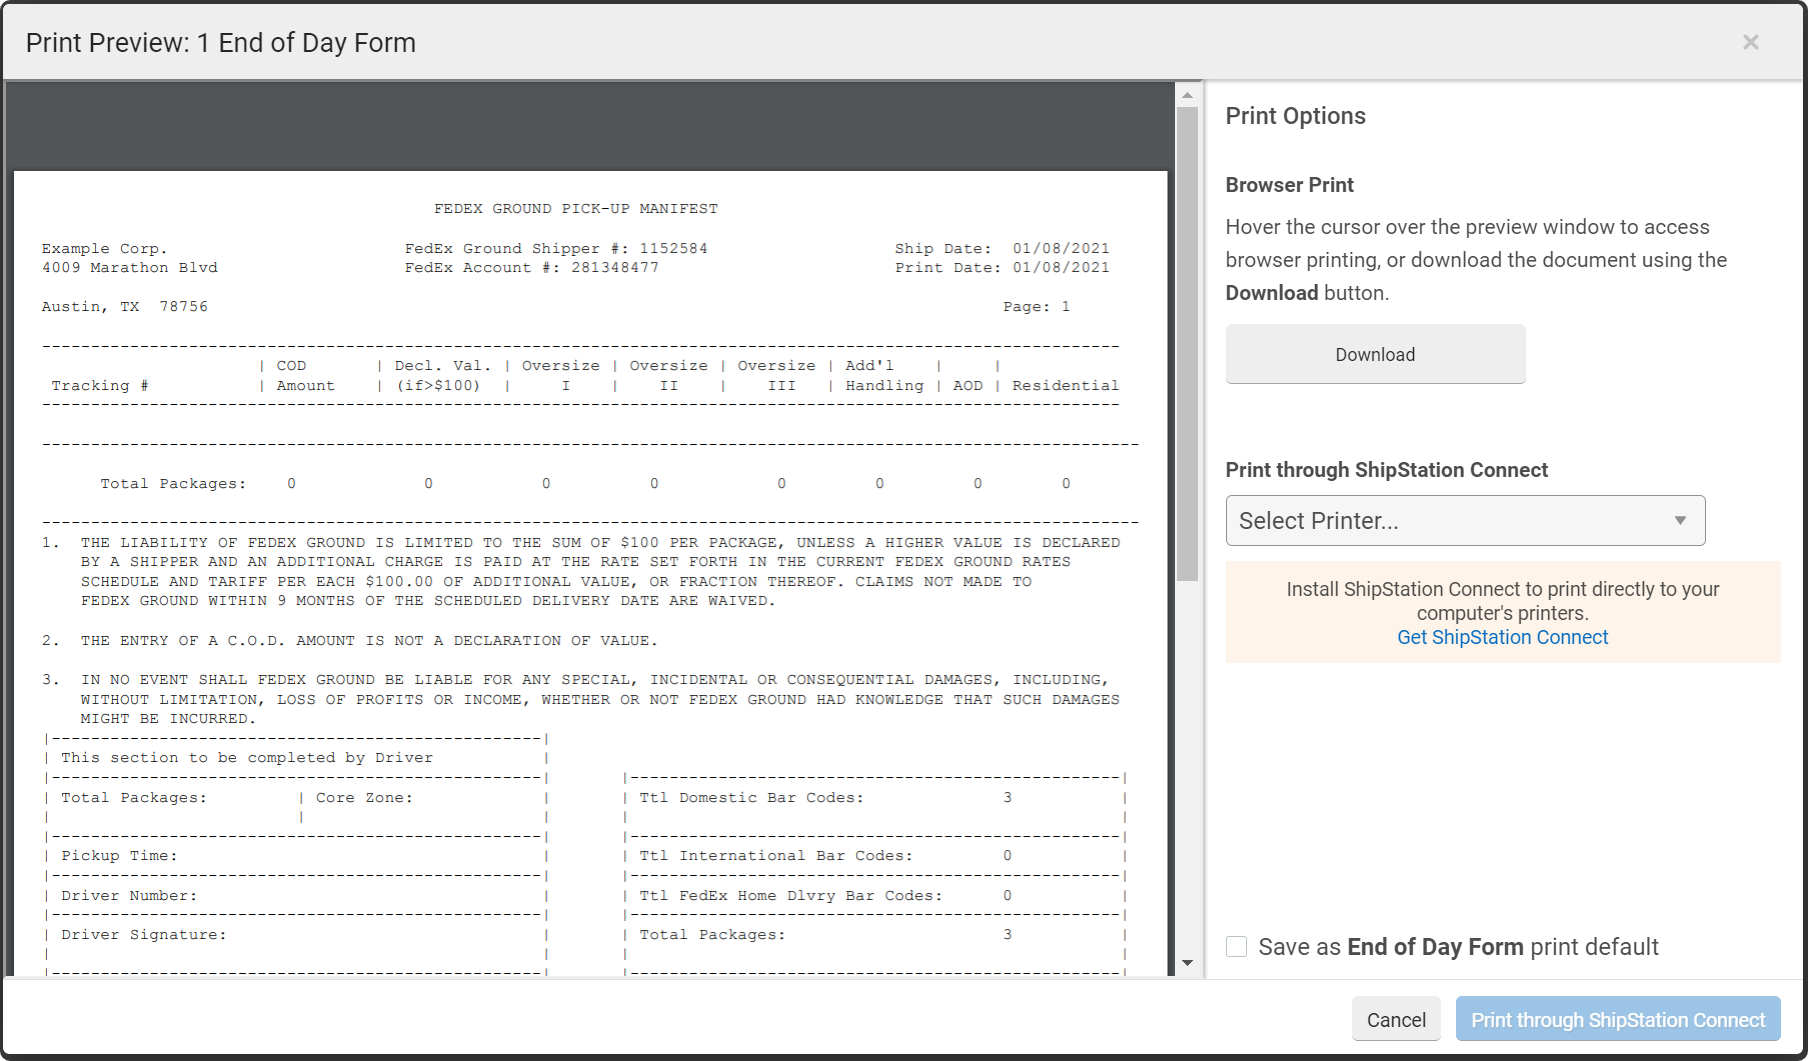 Print Preview: 1 End of Day Form
×
FEDEX GROUND PICK-UP MANIFEST
Example Corp. FedEx Ground Shipper #: 1152584 Ship Date: 01/08/2021
4009 Marathon Blvd FedEx Account #: 281348477 Print Date: 01/08/2021
Austin, TX 78756 Page: 1
| COD | Decl. Val. | Oversize | Oversize | Oversize | Add'l | |
Tracking # | Amount | (if>$100) | I | II | III | Handling | AOD | Residential
Total Packages: 0 0 0 0 0 0 0 0
1. THE LIABILITY OF FEDEX GROUND IS LIMITED TO THE SUM OF $100 PER PACKAGE, UNLESS A HIGHER VALUE IS DECLARED
BY A SHIPPER AND AN ADDITIONAL CHARGE IS PAID AT THE RATE SET FORTH IN THE CURRENT FEDEX GROUND RATES
SCHEDULE AND TARIFF PER EACH $100.00 OF ADDITIONAL VALUE, OR FRACTION THEREOF. CLAIMS NOT MADE TO
FEDEX GROUND WITHIN 9 MONTHS OF THE SCHEDULED DELIVERY DATE ARE WAIVED.
2. THE ENTRY OF A C.O.D. AMOUNT IS NOT A DECLARATION OF VALUE.
3. IN NO EVENT SHALL FEDEX GROUND BE LIABLE FOR ANY SPECIAL, INCIDENTAL OR CONSEQUENTIAL DAMAGES, INCLUDING,
WITHOUT LIMITATION, LOSS OF PROFITS OR INCOME, WHETHER OR NOT FEDEX GROUND HAD KNOWLEDGE THAT SUCH DAMAGES
MIGHT BE INCURRED.
This section to be completed by Driver
Total Packages: | Core Zone:
Pickup Time:
Driver Number:
Driver Signature:
Ttl Domestic Bar Codes: 3
Ttl International Bar Codes: 0
Ttl FedEx Home Dlvry Bar Codes: 0
Total Packages: 3
Print Options
Browser Print
Hover the cursor over the preview window to access
browser printing, or download the document using the
Download button.
Download
Print through ShipStation Connect
Select Printer...
Install ShipStation Connect to print directly to your
computer's printers.
Get ShipStation Connect
Save as End of Day Form print default
Cancel
Print through ShipStation Connect